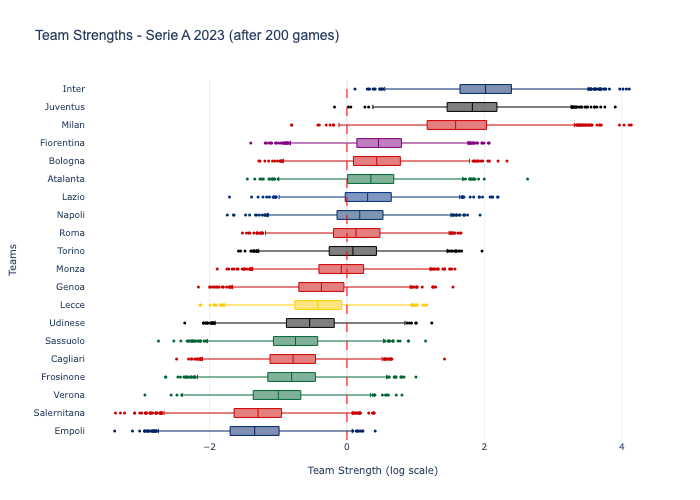 Team Strengths - Serie A 2023 (after 200 games)
Inter
Juventus
Milan
Fiorentina
Bologna
Atalanta
Lazio
Napoli
Roma
Torino
Monza
Genoa
Lecce
Udinese
Sassuolo
Cagliari
Frosinone
Verona
Salernitana
Empoli
Teams
−2 0 2 4
Team Strength (log scale)